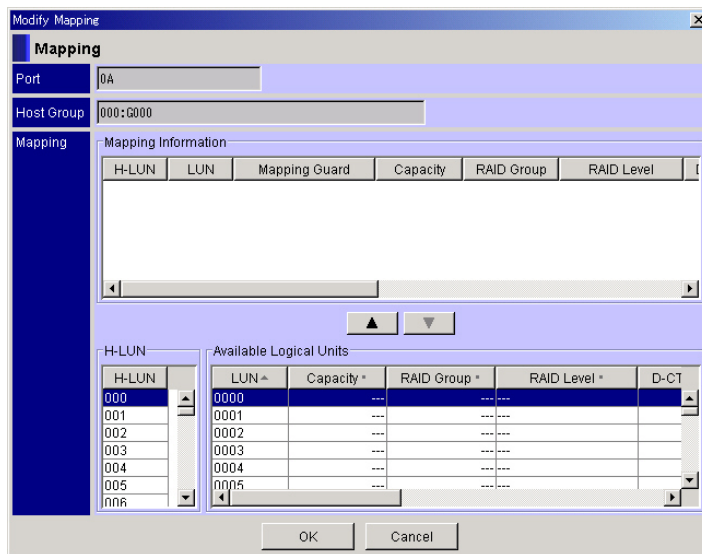 Modify Mapping
Mapping
Port 0A
Host Group 000:G000
Mapping
Mapping Information
H-LUN LUN Mapping Guard Capacity RAID Group RAID Level
H-LUN
H-LUN
000
001
002
003
004
005
006
Available Logical Units
LUN Capacity RAID Group RAID Level D-CT
0000 --- --- ---
0001 --- --- ---
0002 --- --- ---
0003 --- --- ---
0004 --- --- ---
0005 --- --- ---
OK Cancel